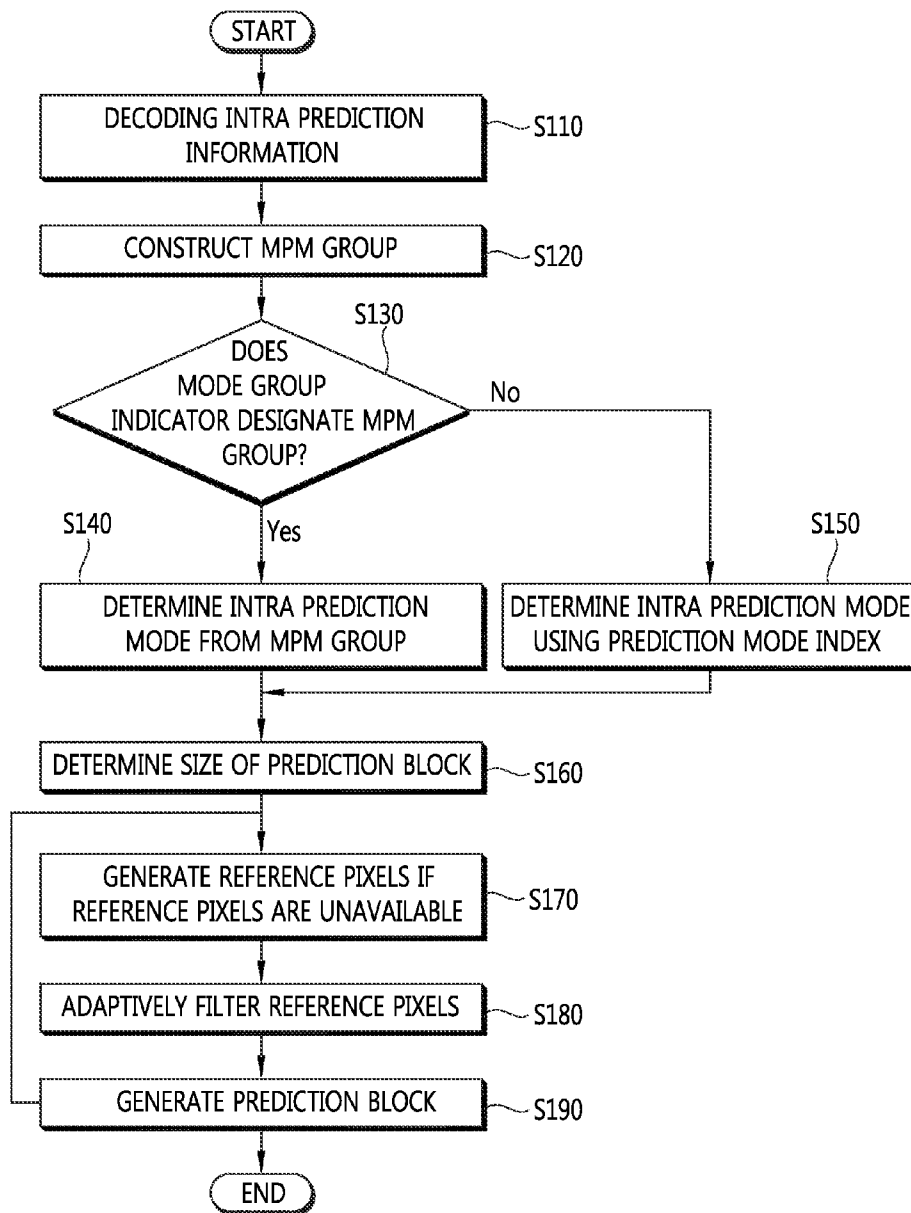 START
DECODING INTRA PREDICTION
INFORMATION
S110
CONSTRUCT MPM GROUP
S120
S130
DOES
MODE GROUP
INDICATOR DESIGNATE MPM
GROUP?
No
Yes
S140
DETERMINE INTRA PREDICTION
MODE FROM MPM GROUP
S150
DETERMINE INTRA PREDICTION MODE
USING PREDICTION MODE INDEX
DETERMINE SIZE OF PREDICTION BLOCK
S160
GENERATE REFERENCE PIXELS IF
REFERENCE PIXELS ARE UNAVAILABLE
S170
ADAPTIVELY FILTER REFERENCE PIXELS
S180
GENERATE PREDICTION BLOCK
S190
END